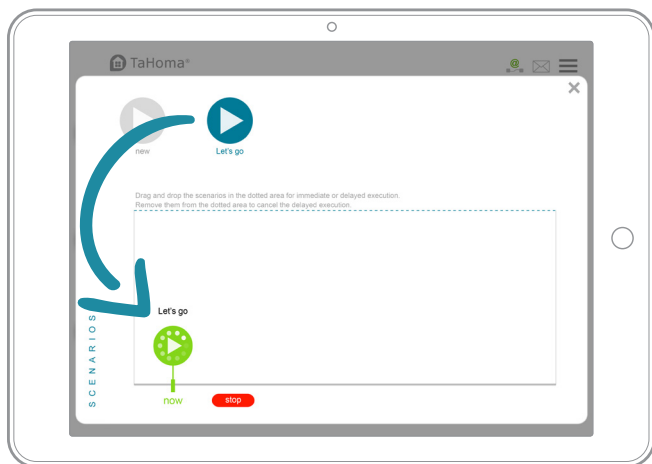 TaHoma®
@
new
Let's go
Drag and drop the scenarios in the dotted area for immediate or delayed execution.
Remove them from the dotted area to cancel the delayed execution.
Let's go
SCENARIOS
now
stop